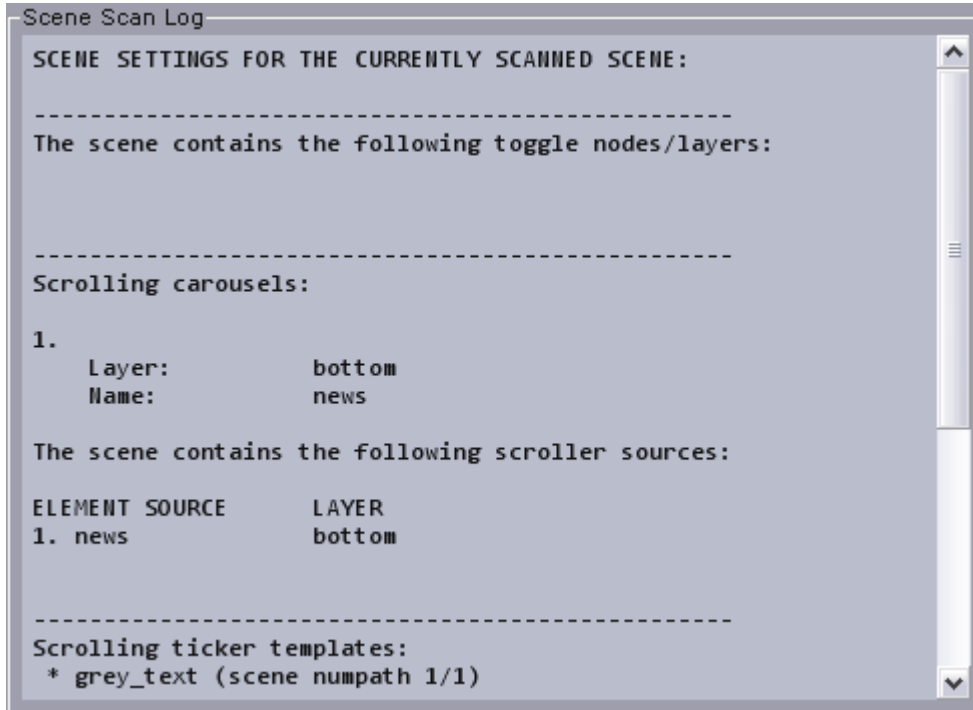 Scene Scan Log
SCENE SETTINGS FOR THE CURRENTLY SCANNED SCENE:
--------------------------------------------------
The scene contains the following toggle nodes/layers:
--------------------------------------------------
Scrolling carousels:
1.
Layer: bottom
Name: news
The scene contains the following scroller sources:
ELEMENT SOURCE LAYER
1. news bottom
--------------------------------------------------
Scrolling ticker templates:
* grey_text (scene numpath 1/1)